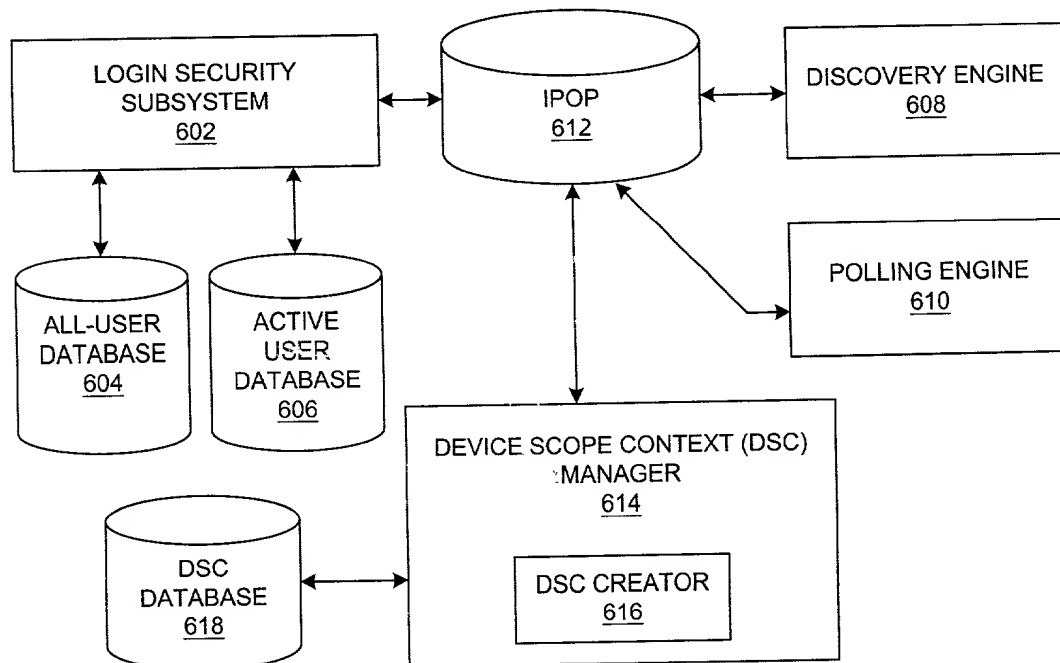 LOGIN SECURITY
SUBSYSTEM
602
IPOP
612
DISCOVERY ENGINE
608
POLLING ENGINE
610
ALL-USER
DATABASE
604
ACTIVE
USER
DATABASE
606
DEVICE SCOPE CONTEXT (DSC)
MANAGER
614
DSC CREATOR
616
DSC
DATABASE
618